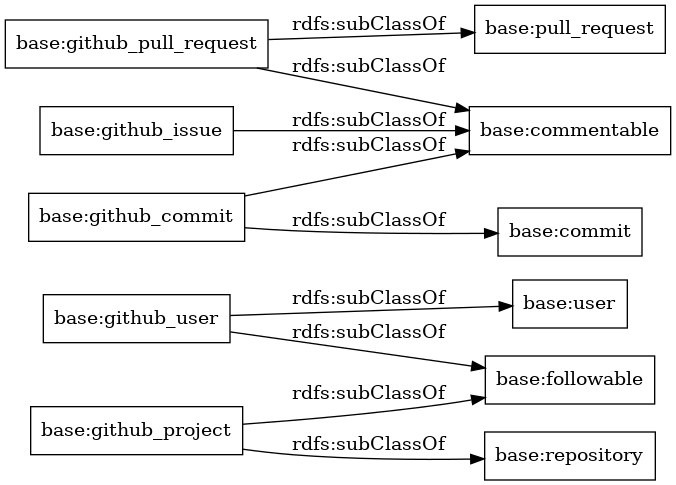 base:github_pull_request
rdfs:subClassOf
base:pull_request
rdfs:subClassOf
base:github_issue
rdfs:subClassOf
base:commentable
rdfs:subClassOf
base:github_commit
rdfs:subClassOf
base:commit
base:github_user
rdfs:subClassOf
base:user
rdfs:subClassOf
base:followable
base:github_project
rdfs:subClassOf
rdfs:subClassOf
base:repository